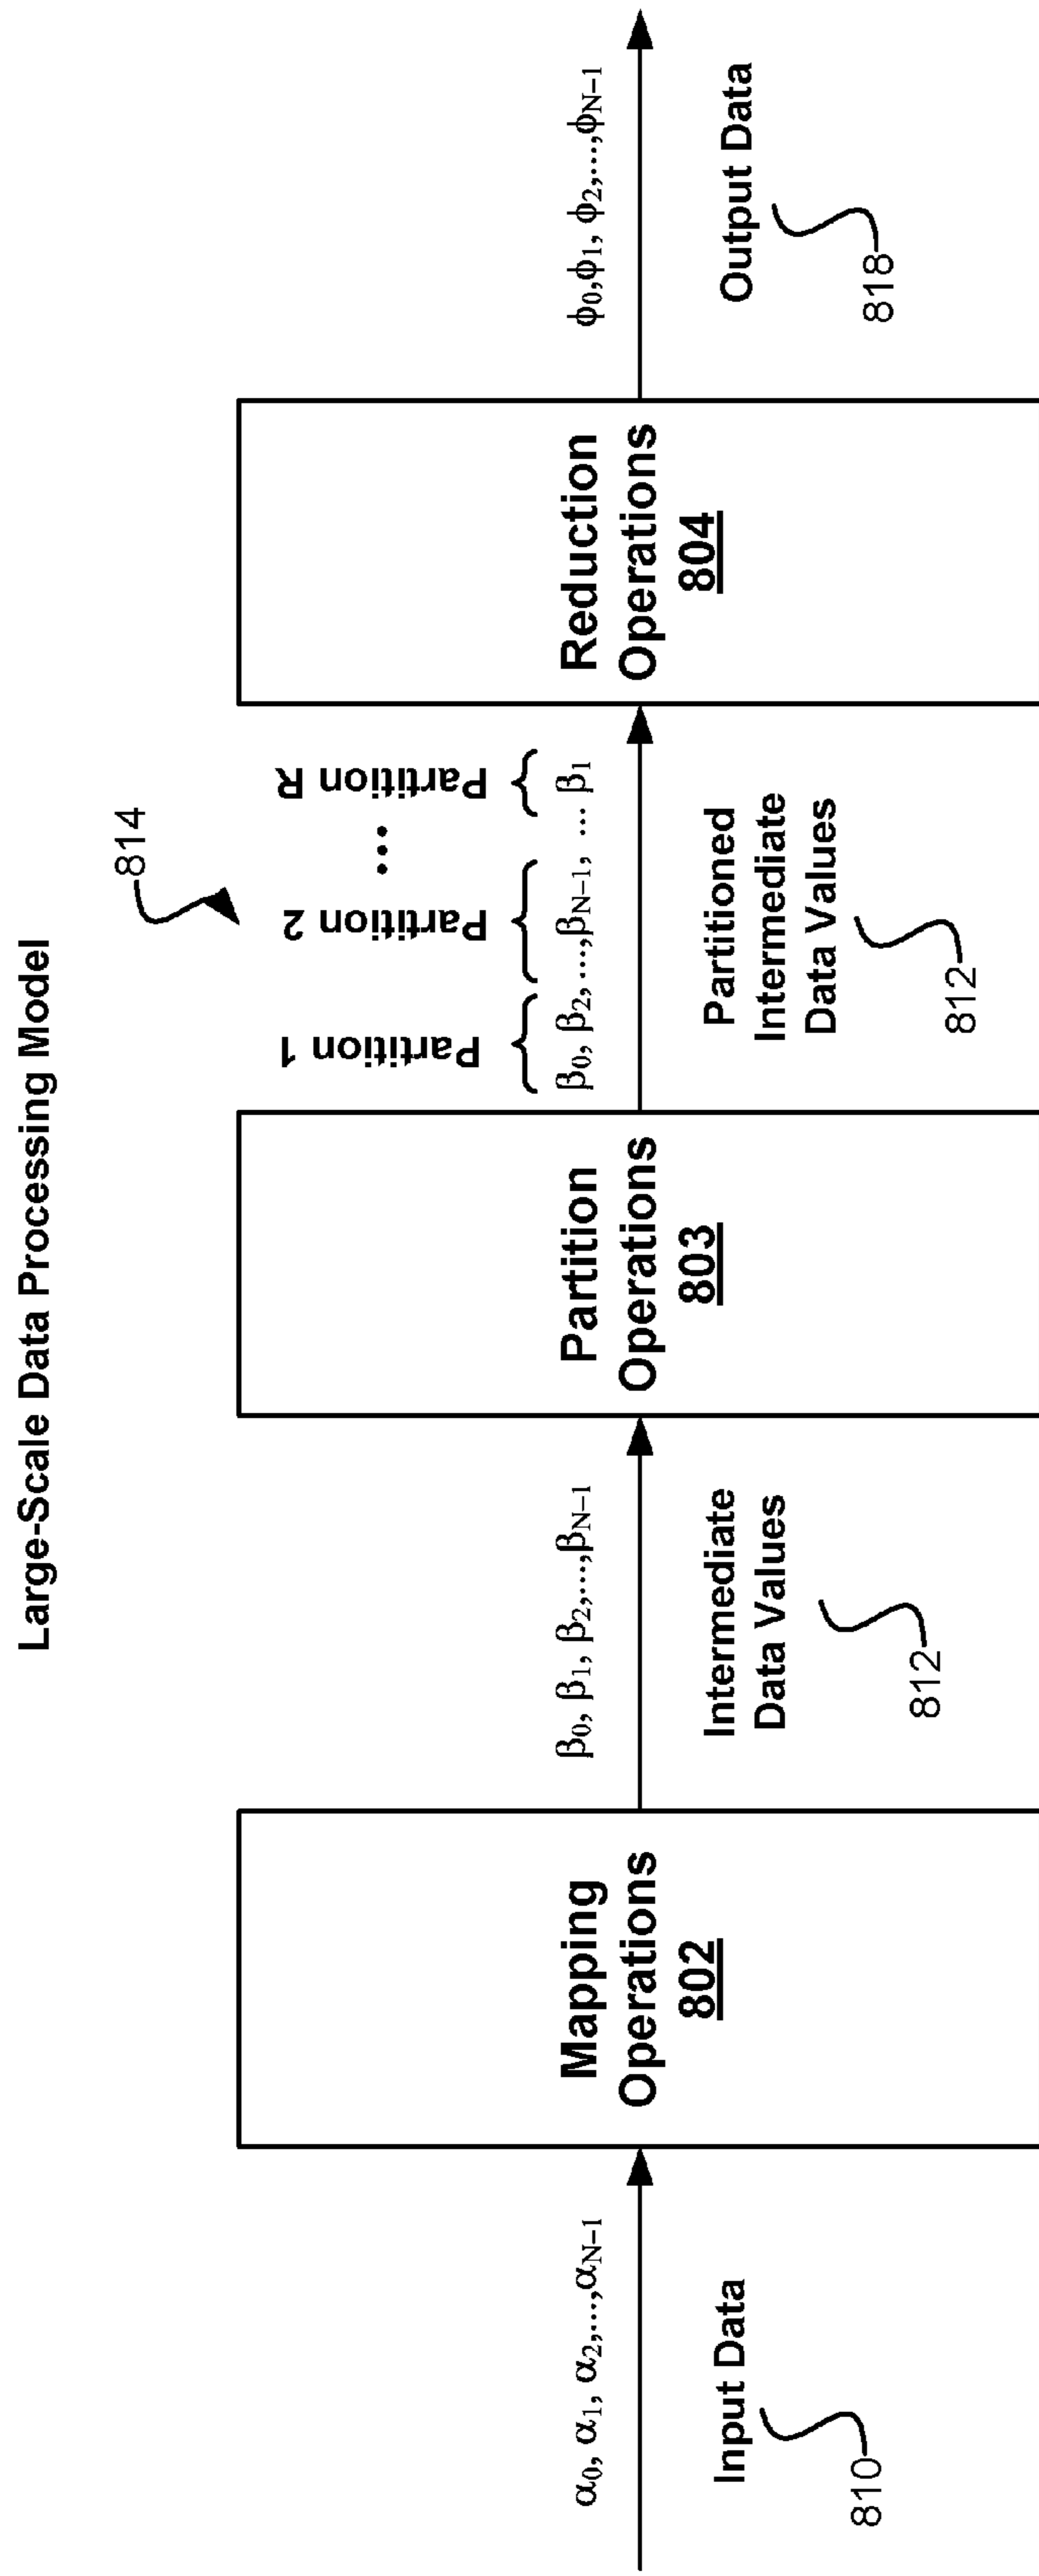 Large-Scale Data Processing Model
α0, α1, α2,...,αN−1
Input Data
810
Mapping
Operations
802
β0, β1, β2,...,βN−1
Intermediate
Data Values
812
Partition
Operations
803
814
Partition 1
Partition 2
...
Partition R
β0, β2, ...,βN-1, ... β1
Partitioned
Intermediate
Data Values
812
Reduction
Operations
804
ϕ0,ϕ1, ϕ2,...,ϕN−1
Output Data
818